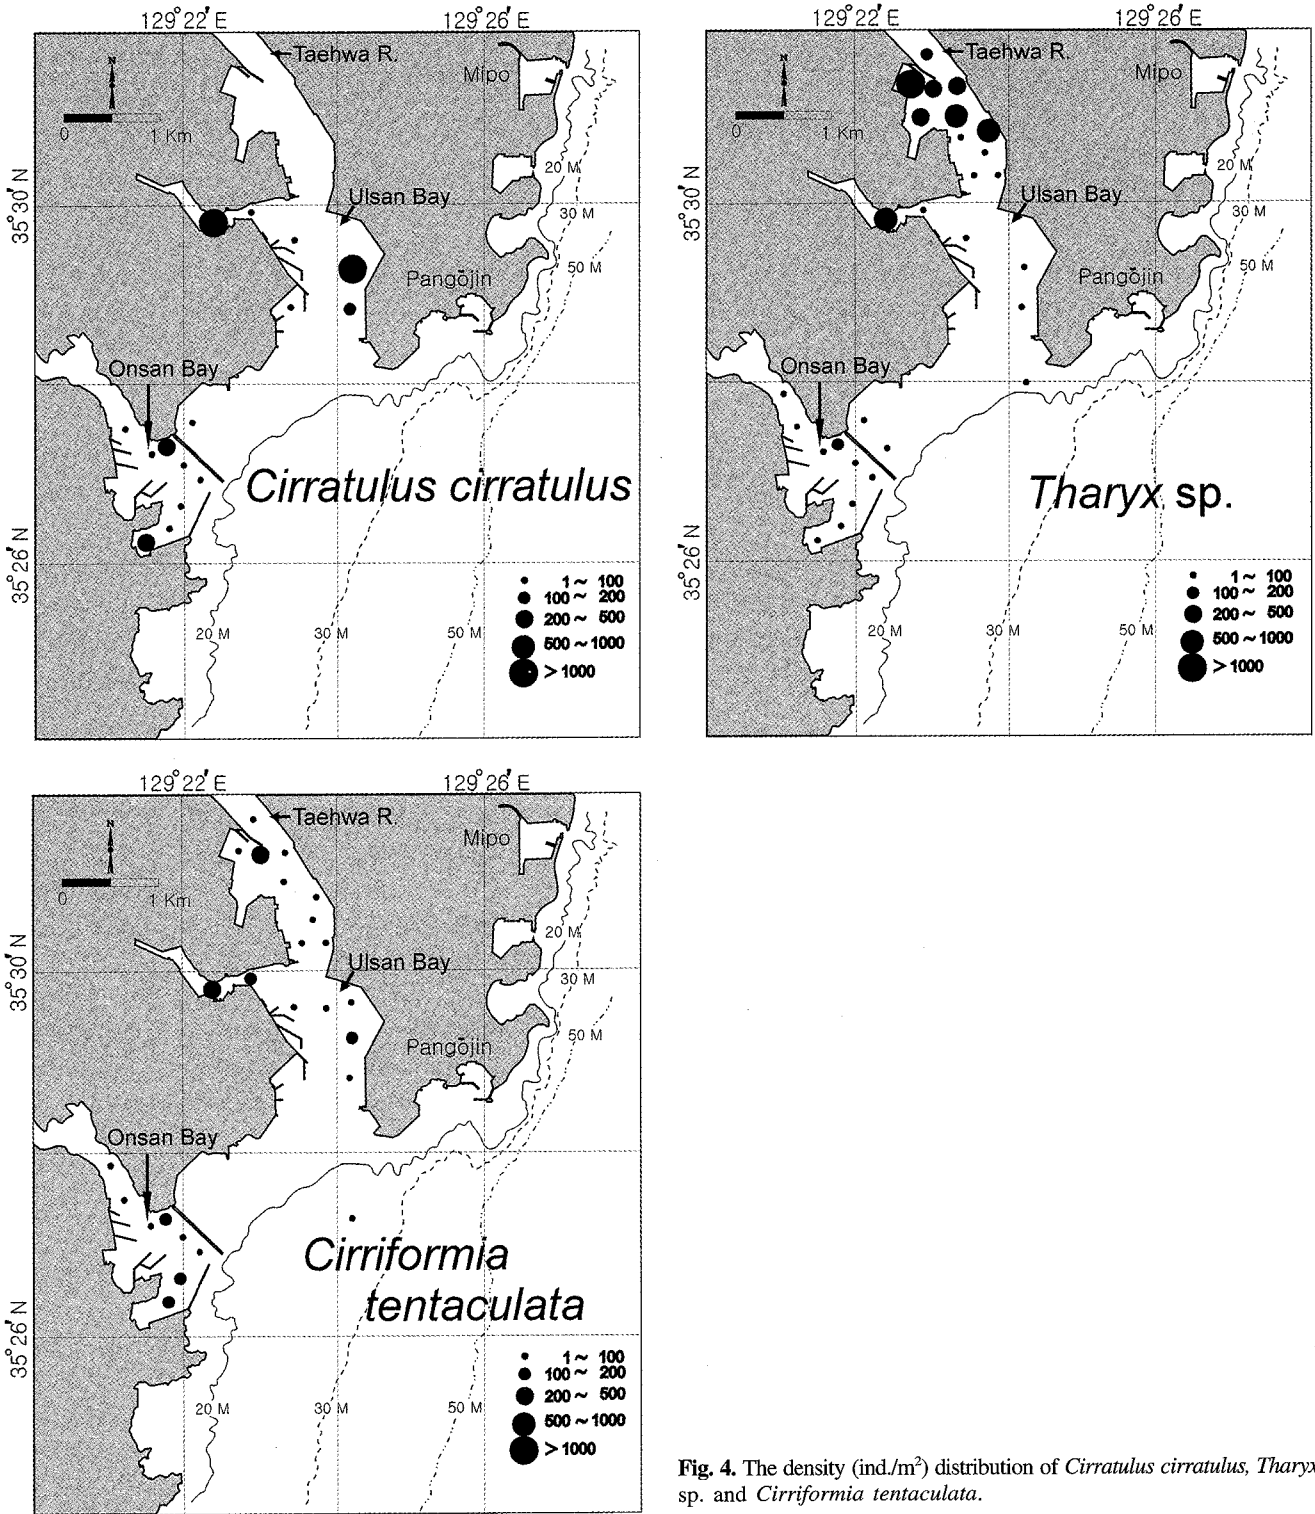 129°22′E 129°26′E
Taehwa R.
Mipo
N
0 1 Km
20 M
35°30′N
Ulsan Bay
30 M
50 M
Pangōjin
Onsan Bay
Cirratulus cirratulus
35°26′N
1 ~ 100
100 ~ 200
200 ~ 500
500 ~ 1000
> 1000
20 M 30 M 50 M
129°22′E 129°26′E
Taehwa R.
Mipo
N
0 1 Km
20 M
35°30′N
Ulsan Bay
30 M
50 M
Pangōjin
Onsan Bay
Tharyx sp.
35°26′N
1 ~ 100
100 ~ 200
200 ~ 500
500 ~ 1000
> 1000
20 M 30 M 50 M
129°22′E 129°26′E
Taehwa R.
Mipo
N
0 1 Km
20 M
35°30′N
Ulsan Bay
30 M
50 M
Pangōjin
Onsan Bay
Cirriformia
tentaculata
35°26′N
1 ~ 100
100 ~ 200
200 ~ 500
500 ~ 1000
> 1000
20 M 30 M 50 M
Fig. 4. The density (ind./m²) distribution of Cirratulus cirratulus, Tharyx
sp. and Cirriformia tentaculata.